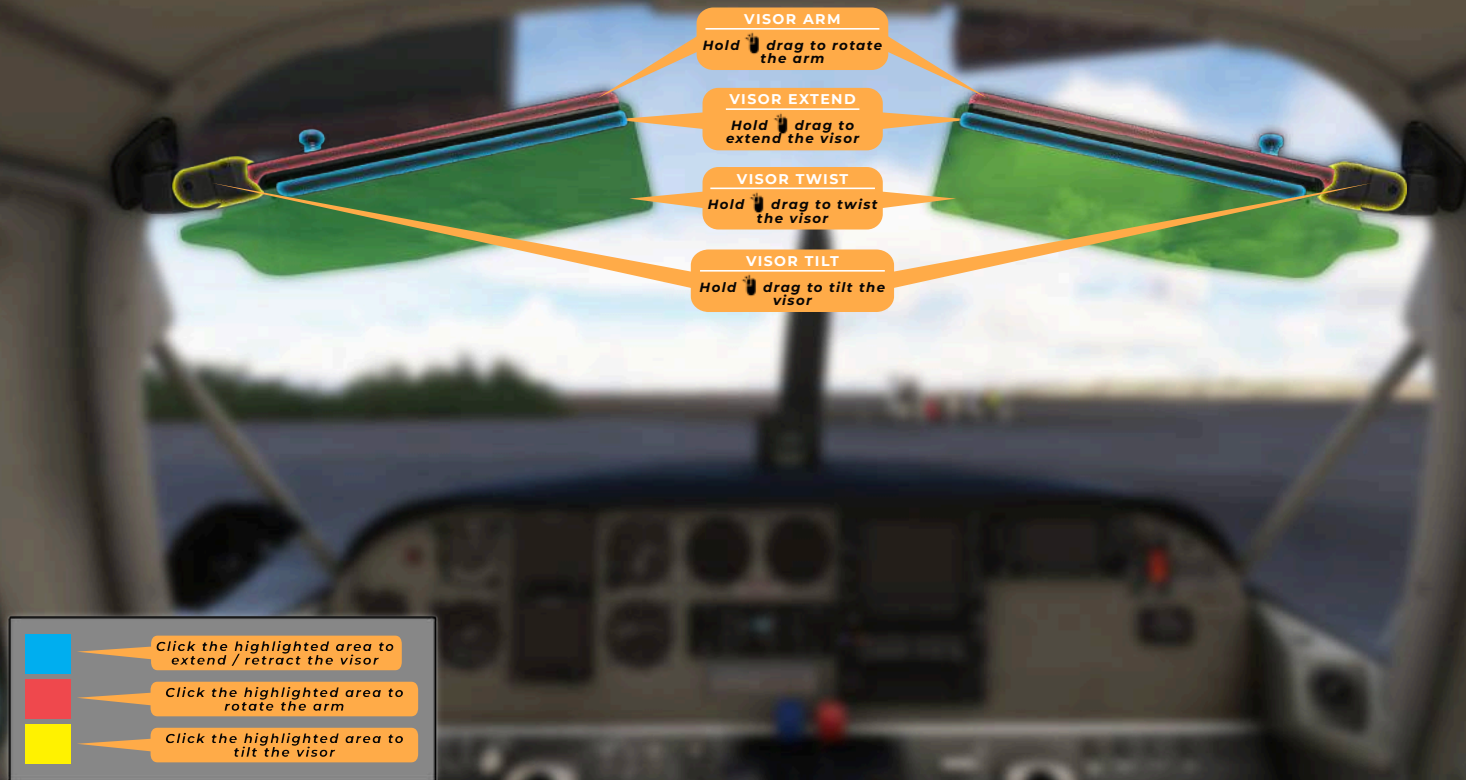 VISOR ARM
Hold drag to rotate
the arm
VISOR EXTEND
Hold drag to
extend the visor
VISOR TWIST
Hold drag to twist
the visor
VISOR TILT
Hold drag to tilt the
visor
Click the highlighted area to
extend / retract the visor
Click the highlighted area to
rotate the arm
Click the highlighted area to
tilt the visor